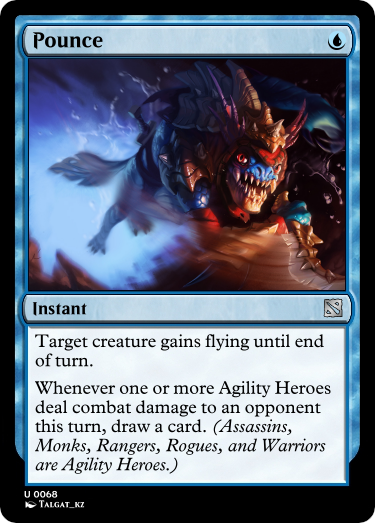 Pounce
Instant
Target creature gains flying until end
of turn.
Whenever one or more Agility Heroes
deal combat damage to an opponent
this turn, draw a card. (Assassins,
Monks, Rangers, Rogues, and Warriors
are Agility Heroes.)
U 0068
Talgat_kz